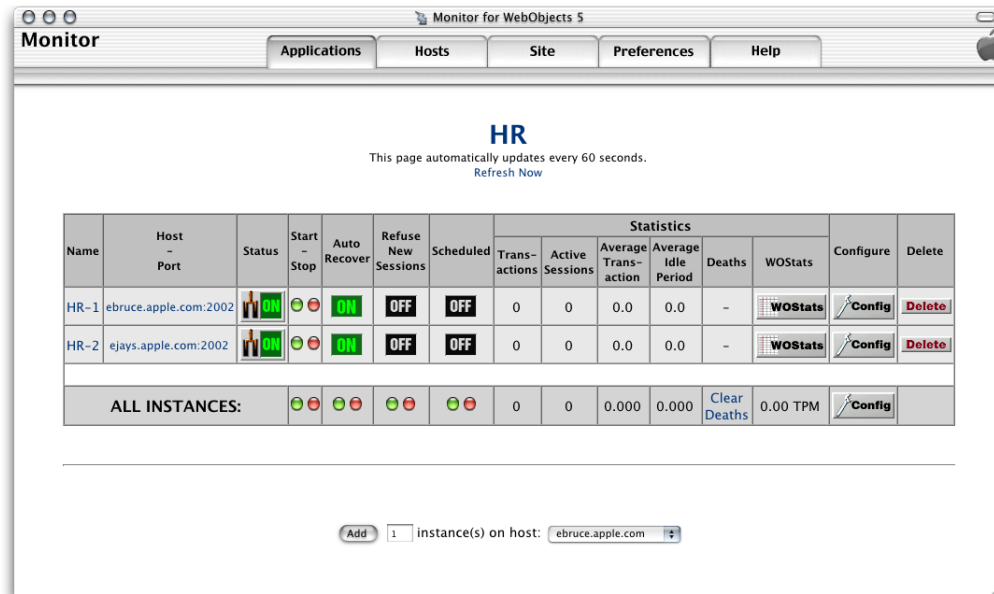 Monitor for WebObjects 5
Monitor
Applications Hosts Site Preferences Help
HR
This page automatically updates every 60 seconds.
Refresh Now
Name
Host
–
Port
Status
Start
–
Stop
Auto
Recover
Refuse
New
Sessions
Scheduled
Statistics
Trans-
actions
Active
Sessions
Average
Trans-
action
Average
Idle
Period
Deaths
WOStats
Configure
Delete
HR-1 ebruce.apple.com:2002 ON ON OFF OFF 0 0 0.0 0.0 – WOStats Config Delete
HR-2 ejays.apple.com:2002 ON ON OFF OFF 0 0 0.0 0.0 – WOStats Config Delete
ALL INSTANCES: 0 0 0.000 0.000 Clear Deaths 0.00 TPM Config
Add 1 instance(s) on host: ebruce.apple.com